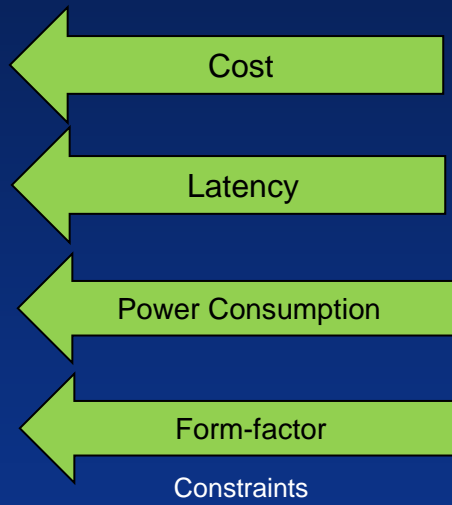 Cost
Latency
Power Consumption
Form-factor
Constraints